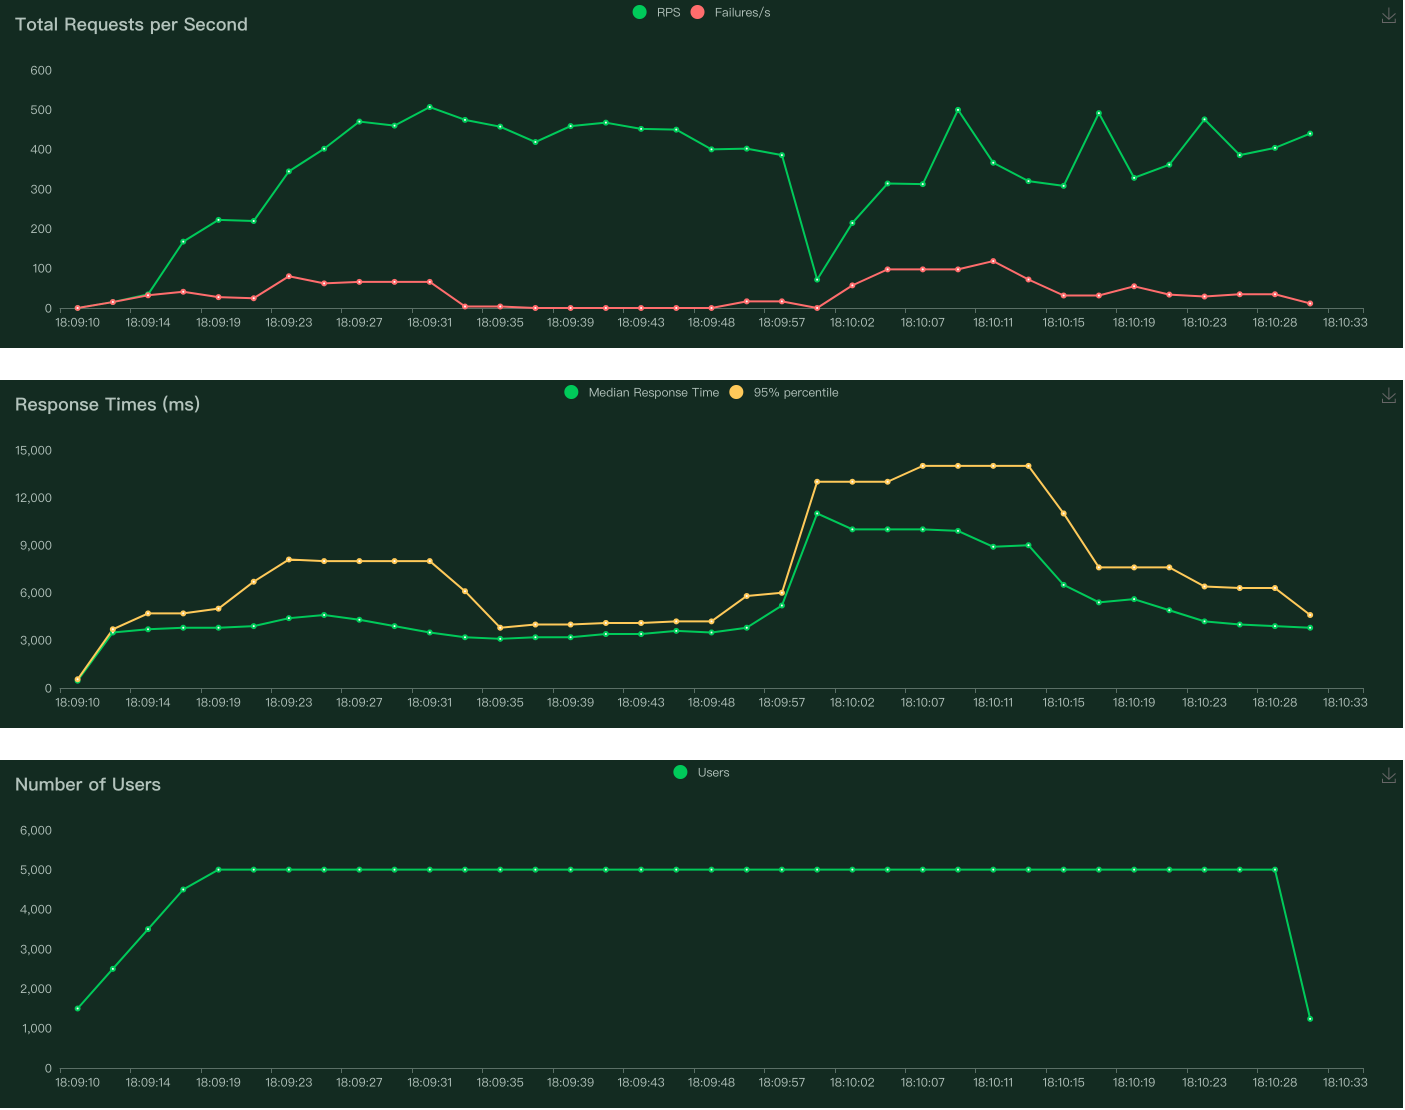 RPS Failures/s
Total Requests per Second
600
500
400
300
200
100
0
18:09:10 18:09:14 18:09:19 18:09:23 18:09:27 18:09:31 18:09:35 18:09:39 18:09:43 18:09:48 18:09:57 18:10:02 18:10:07 18:10:11 18:10:15 18:10:19 18:10:23 18:10:28 18:10:33
Median Response Time 95% percentile
Response Times (ms)
15,000
12,000
9,000
6,000
3,000
0
18:09:10 18:09:14 18:09:19 18:09:23 18:09:27 18:09:31 18:09:35 18:09:39 18:09:43 18:09:48 18:09:57 18:10:02 18:10:07 18:10:11 18:10:15 18:10:19 18:10:23 18:10:28 18:10:33
Users
Number of Users
6,000
5,000
4,000
3,000
2,000
1,000
0
18:09:10 18:09:14 18:09:19 18:09:23 18:09:27 18:09:31 18:09:35 18:09:39 18:09:43 18:09:48 18:09:57 18:10:02 18:10:07 18:10:11 18:10:15 18:10:19 18:10:23 18:10:28 18:10:33